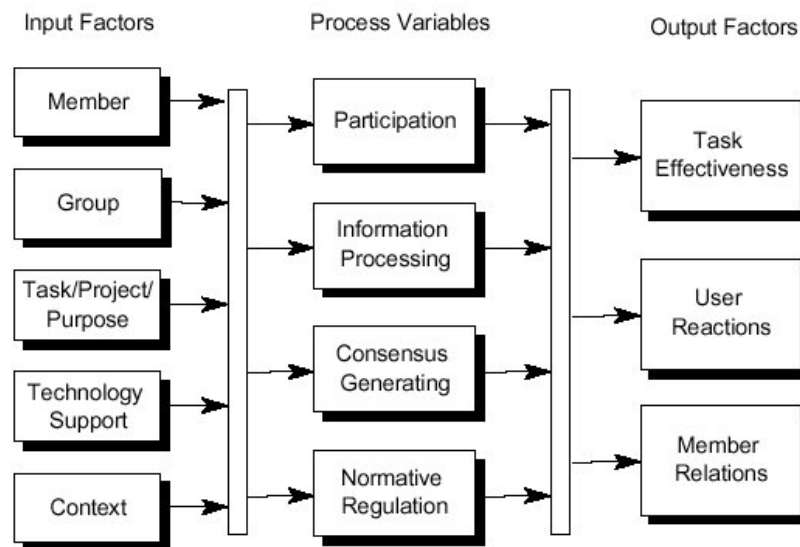 Input Factors
Process Variables
Output Factors
Member
Group
Task/Project/
Purpose
Technology
Support
Context
Participation
Information
Processing
Consensus
Generating
Normative
Regulation
Task
Effectiveness
User
Reactions
Member
Relations